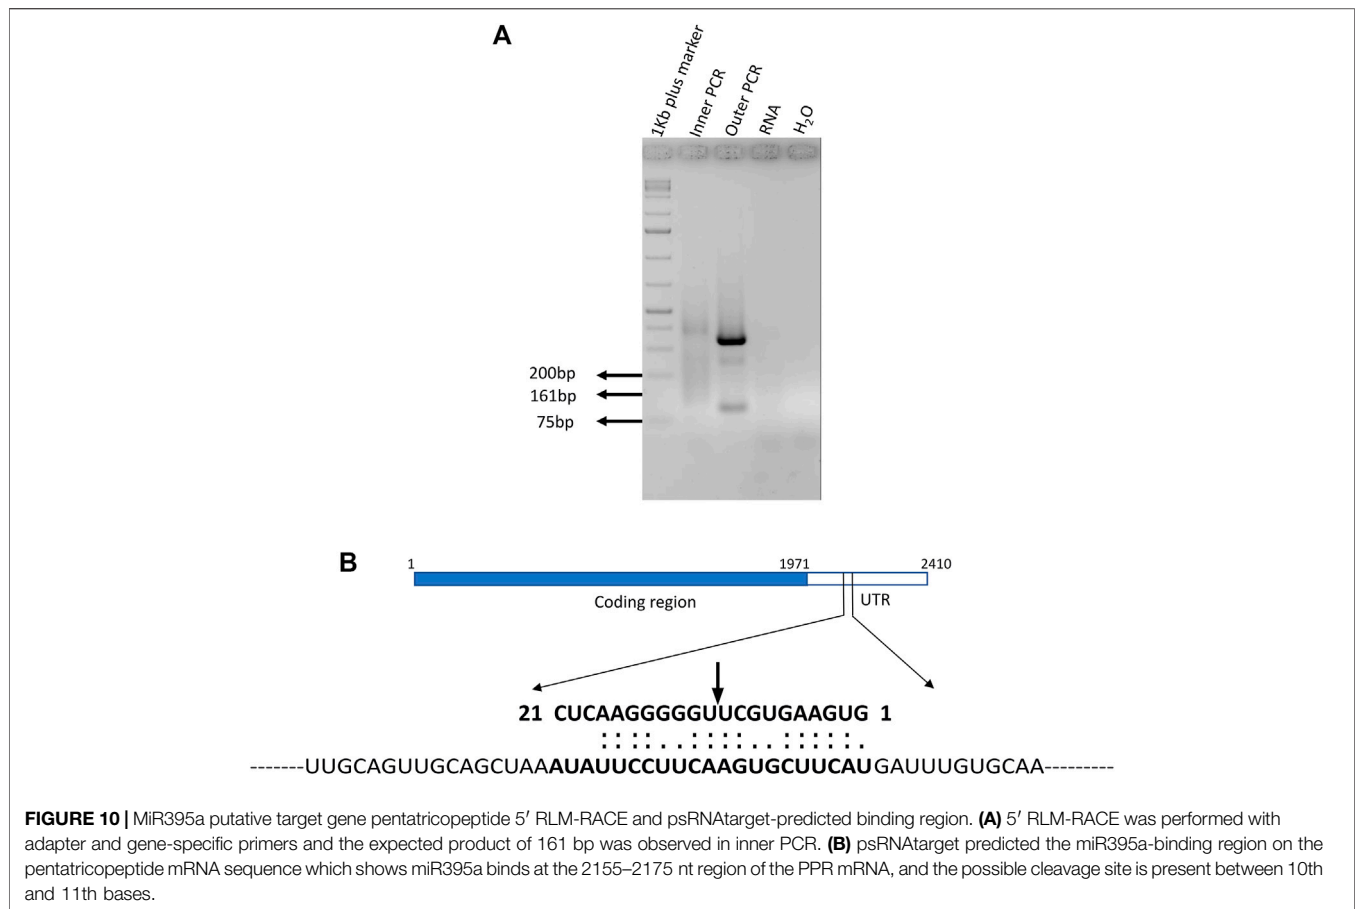 A
1Kb plus marker
Inner PCR
Outer PCR
RNA
H₂O
200bp
161bp
75bp
B
1
1971
2410
Coding region
UTR
21 CUCAAGGGGGUUCGUGAAGUG 1
: : : : . . : : : : . . : : : : : .
-------UUGCAGUUGCAGCUAAAUAUUCCUUCAAGUGCUUCAUGAUUUGUGCAA---------
FIGURE 10 | MiR395a putative target gene pentatricopeptide 5′ RLM-RACE and psRNAtarget-predicted binding region. (A) 5′ RLM-RACE was performed with
adapter and gene-specific primers and the expected product of 161 bp was observed in inner PCR. (B) psRNAtarget predicted the miR395a-binding region on the
pentatricopeptide mRNA sequence which shows miR395a binds at the 2155–2175 nt region of the PPR mRNA, and the possible cleavage site is present between 10th
and 11th bases.